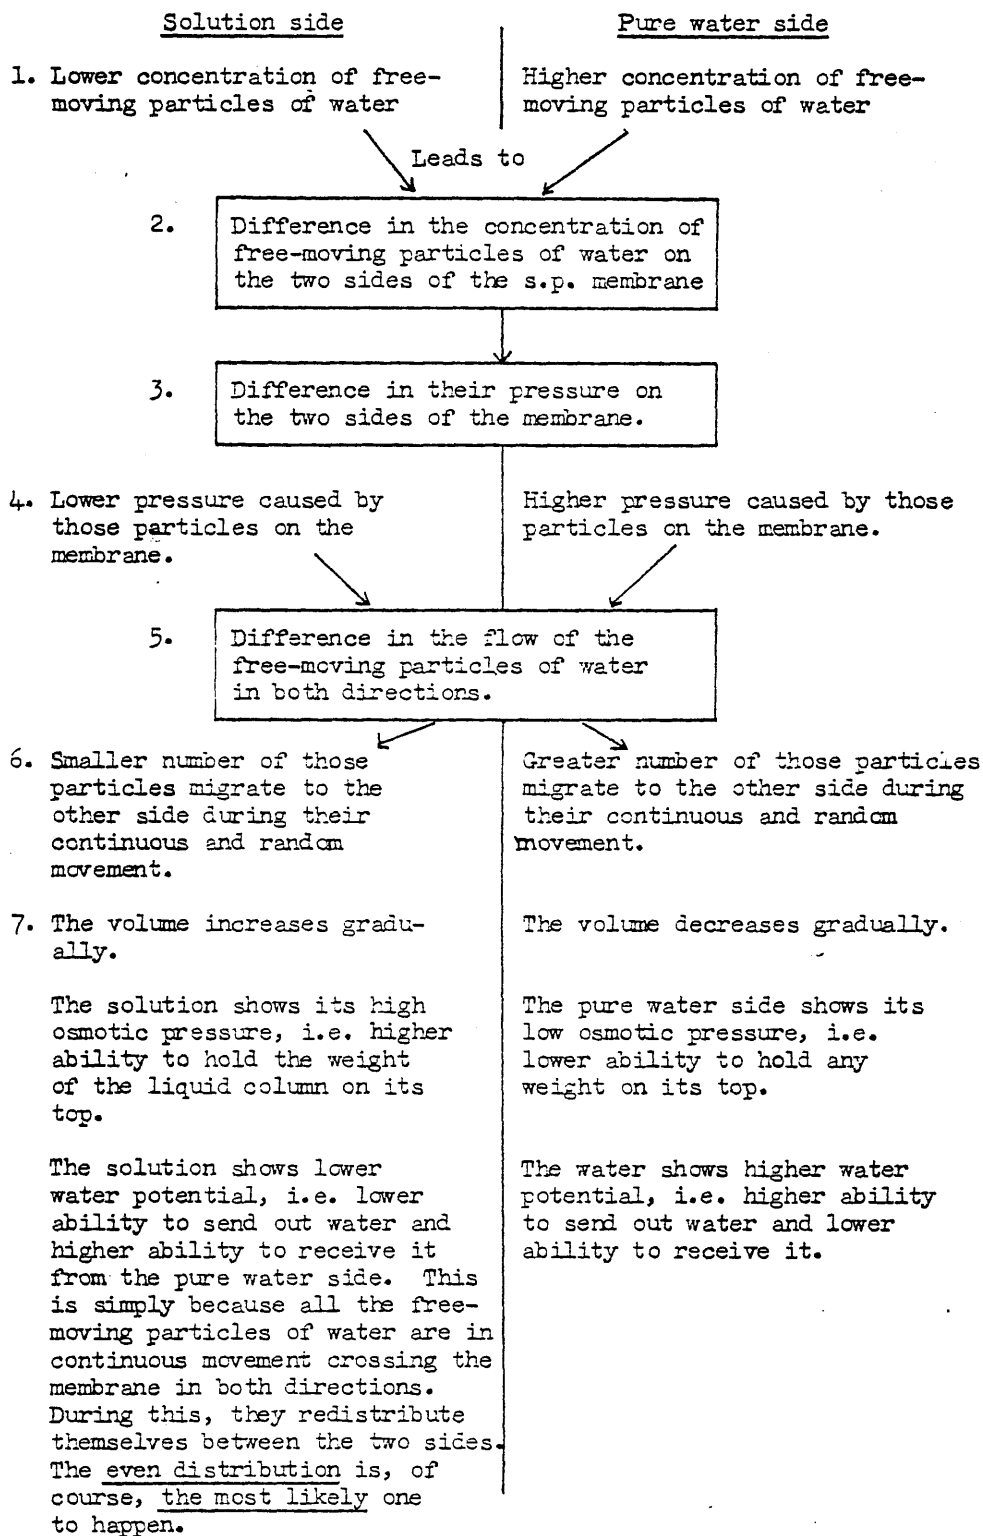 Solution side
Pure water side
1. Lower concentration of free-
moving particles of water
Higher concentration of free-
moving particles of water
Leads to
2.
Difference in the concentration of
free-moving particles of water on
the two sides of the s.p. membrane
3.
Difference in their pressure on
the two sides of the membrane.
4. Lower pressure caused by
those particles on the
membrane.
Higher pressure caused by those
particles on the membrane.
5.
Difference in the flow of the
free-moving particles of water
in both directions.
6. Smaller number of those
particles migrate to the
other side during their
continuous and random
movement.
Greater number of those particles
migrate to the other side during
their continuous and random
movement.
7. The volume increases gradu-
ally.
The volume decreases gradually.
The solution shows its high
osmotic pressure, i.e. higher
ability to hold the weight
of the liquid column on its
top.
The pure water side shows its
low osmotic pressure, i.e.
lower ability to hold any
weight on its top.
The solution shows lower
water potential, i.e. lower
ability to send out water and
higher ability to receive it
from the pure water side. This
is simply because all the free-
moving particles of water are in
continuous movement crossing the
membrane in both directions.
During this, they redistribute
themselves between the two sides.
The even distribution is, of
course, the most likely one
to happen.
The water shows higher water
potential, i.e. higher ability
to send out water and lower
ability to receive it.